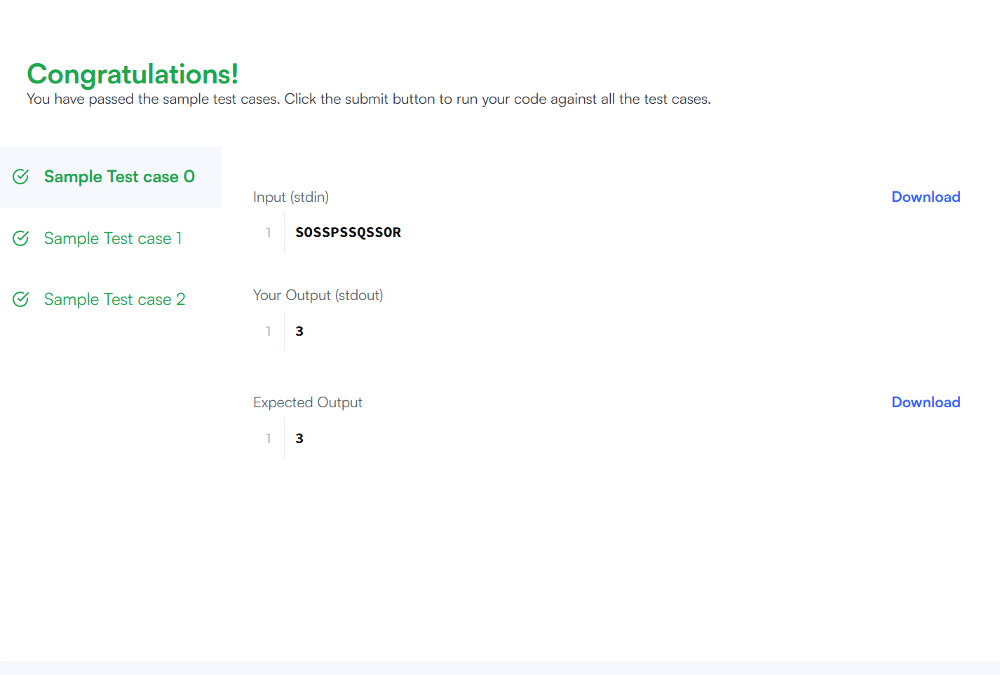 Congratulations!
You have passed the sample test cases. Click the submit button to run your code against all the test cases.
Sample Test case 0
Sample Test case 1
Sample Test case 2
Input (stdin)
Download
1 SOSSPSSQSSOR
Your Output (stdout)
1 3
Expected Output
Download
1 3